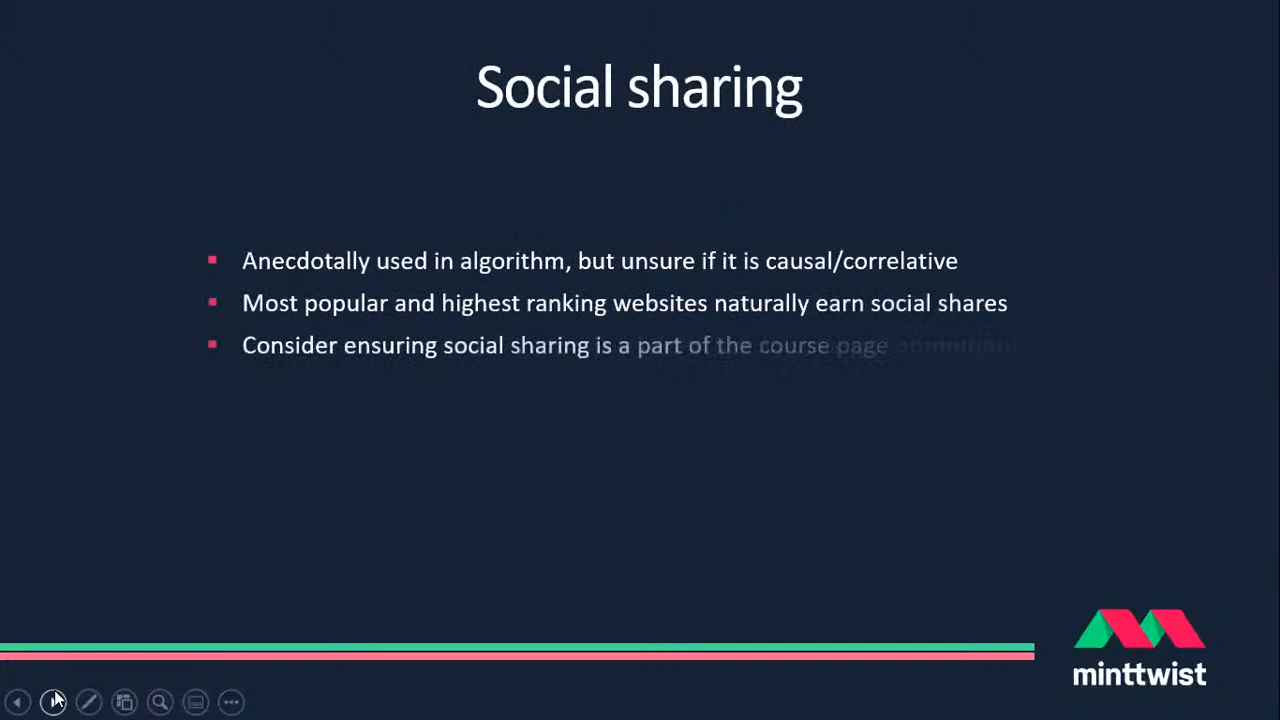 Social sharing
Anecdotally used in algorithm, but unsure if it is causal/correlative
Most popular and highest ranking websites naturally earn social shares
Consider ensuring social sharing is a part of the course page
minttwist